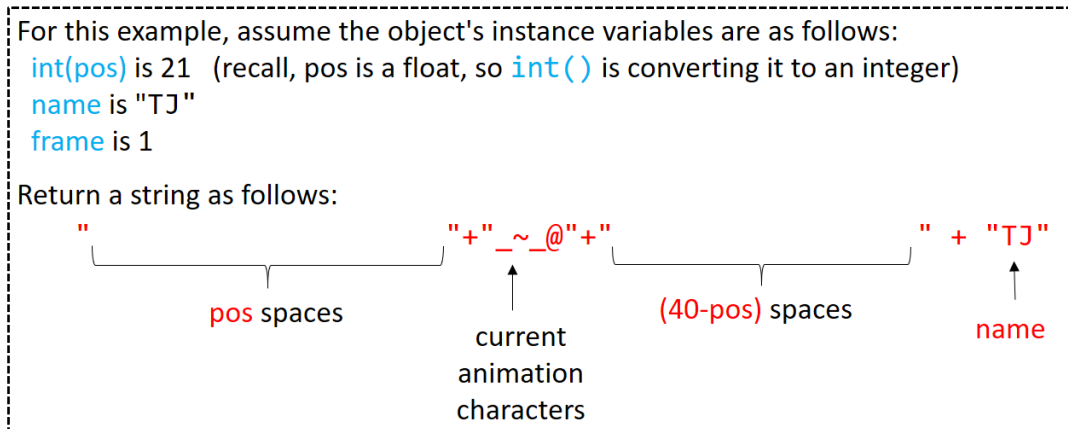 For this example, assume the object's instance variables are as follows:
int(pos) is 21 (recall, pos is a float, so int() is converting it to an integer)
name is "TJ"
frame is 1
Return a string as follows:
" "+"_~_@"+" " + "TJ"
pos spaces
(40-pos) spaces
name
current
animation
characters